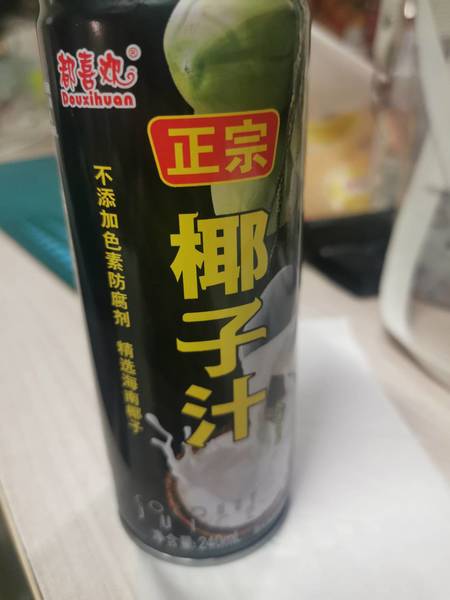 都喜欢®
Douxihuan
正宗
椰子汁
不添加色素防腐剂 精选海南椰子
净含量:240mL